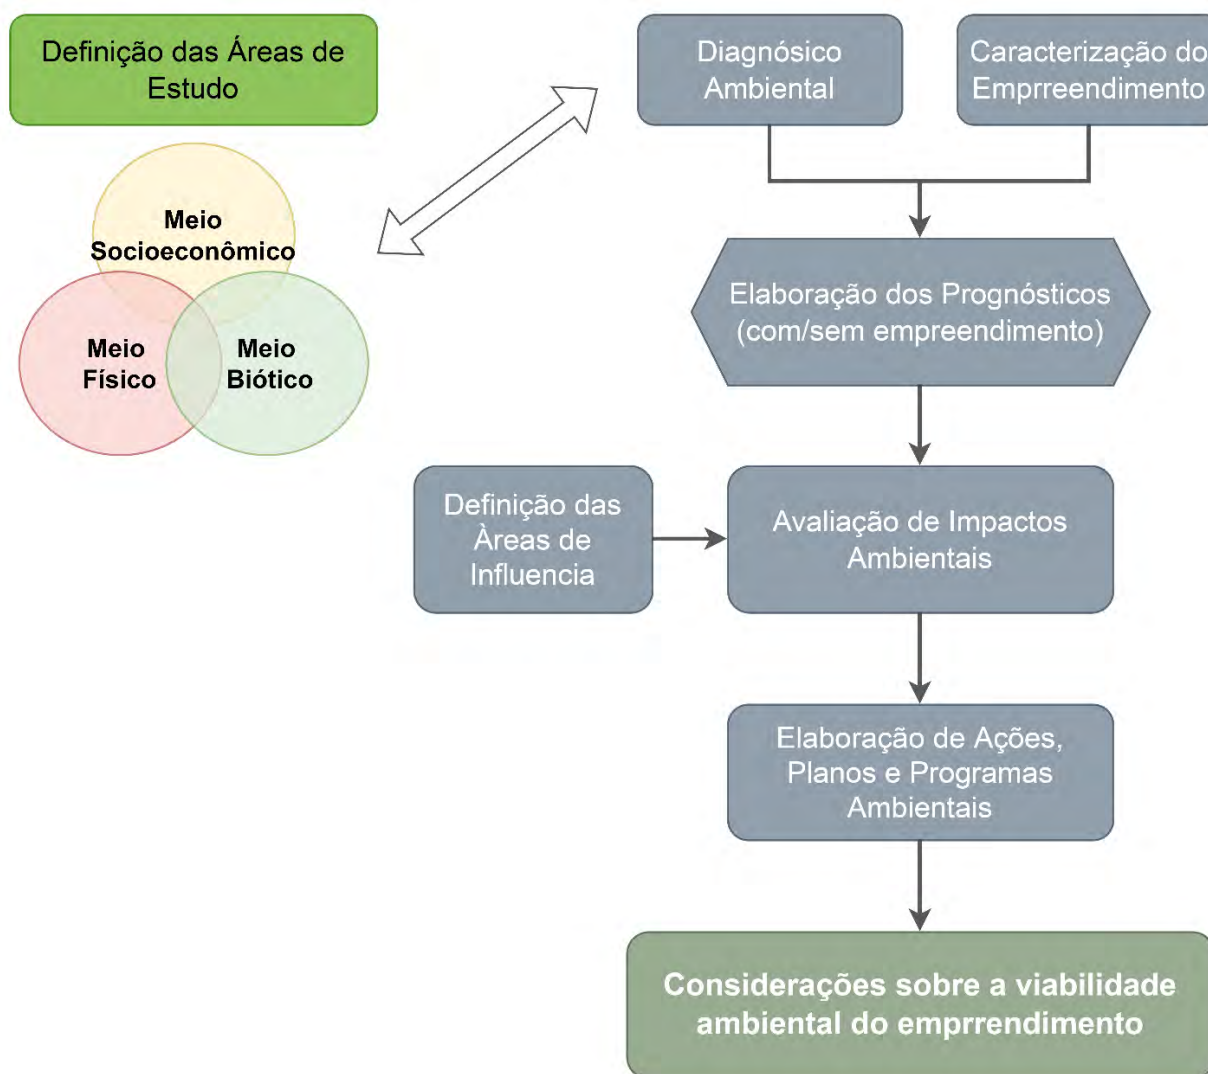 Definição das Áreas de
Estudo
Meio
Socioeconômico
Meio
Físico
Meio
Biótico
Diagnósico
Ambiental
Caracterização do
Emprreendimento
Elaboração dos Prognósticos
(com/sem empreendimento)
Definição das
Àreas de
Influencia
Avaliação de Impactos
Ambientais
Elaboração de Ações,
Planos e Programas
Ambientais
Considerações sobre a viabilidade
ambiental do emprrendimento